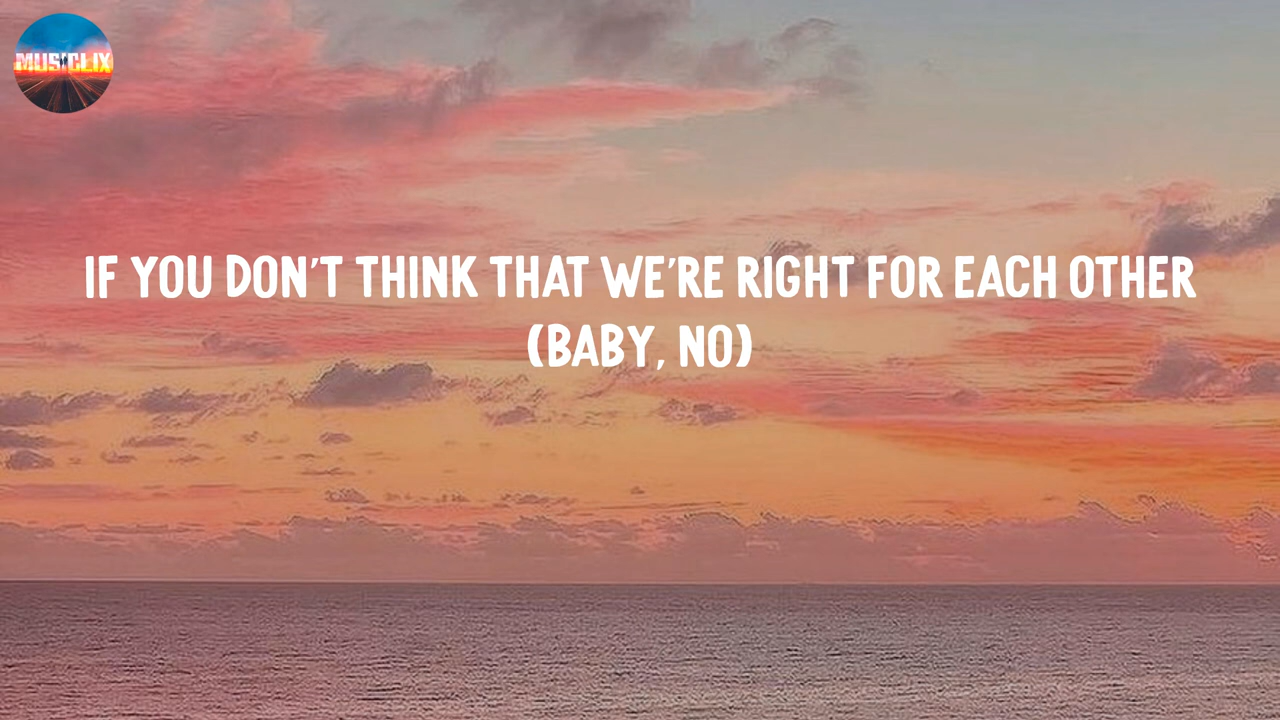 MUSICLIX
IF YOU DON'T THINK THAT WE'RE RIGHT FOR EACH OTHER
(BABY, NO)